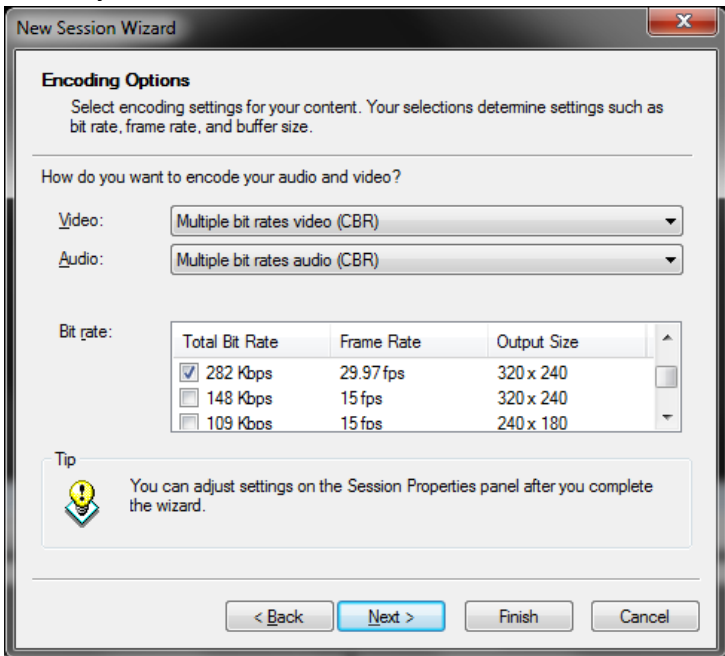 New Session Wizard
Encoding Options
Select encoding settings for your content. Your selections determine settings such as
bit rate, frame rate, and buffer size.
How do you want to encode your audio and video?
Video: Multiple bit rates video (CBR)
Audio: Multiple bit rates audio (CBR)
Bit rate:
Total Bit Rate Frame Rate Output Size
282 Kbps 29.97 fps 320 x 240
148 Kbps 15 fps 320 x 240
109 Kbps 15 fps 240 x 180
Tip
You can adjust settings on the Session Properties panel after you complete
the wizard.
< Back Next > Finish Cancel